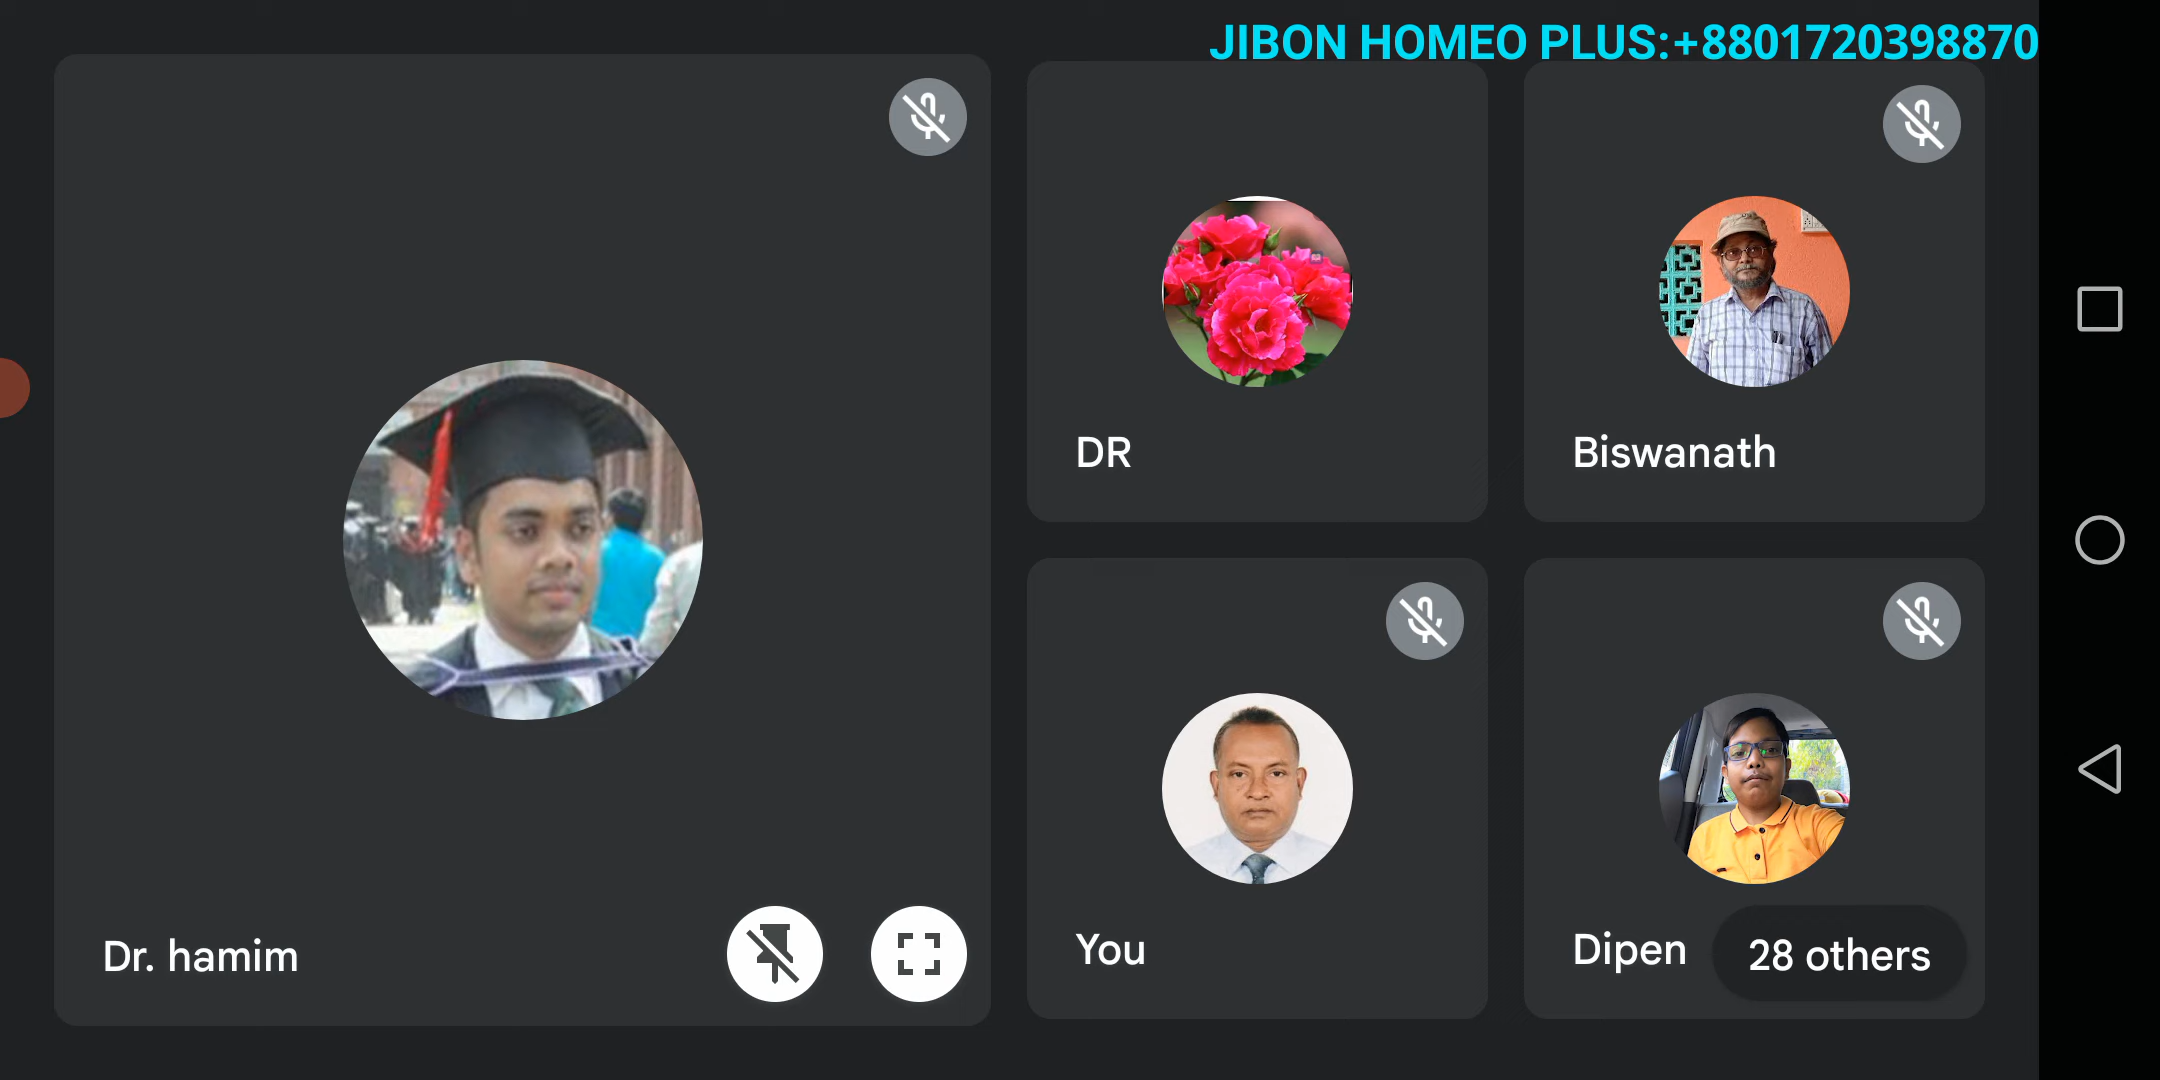 JIBON HOMEO PLUS:+8801720398870
Dr. hamim
DR
Biswanath
You
Dipen
28 others